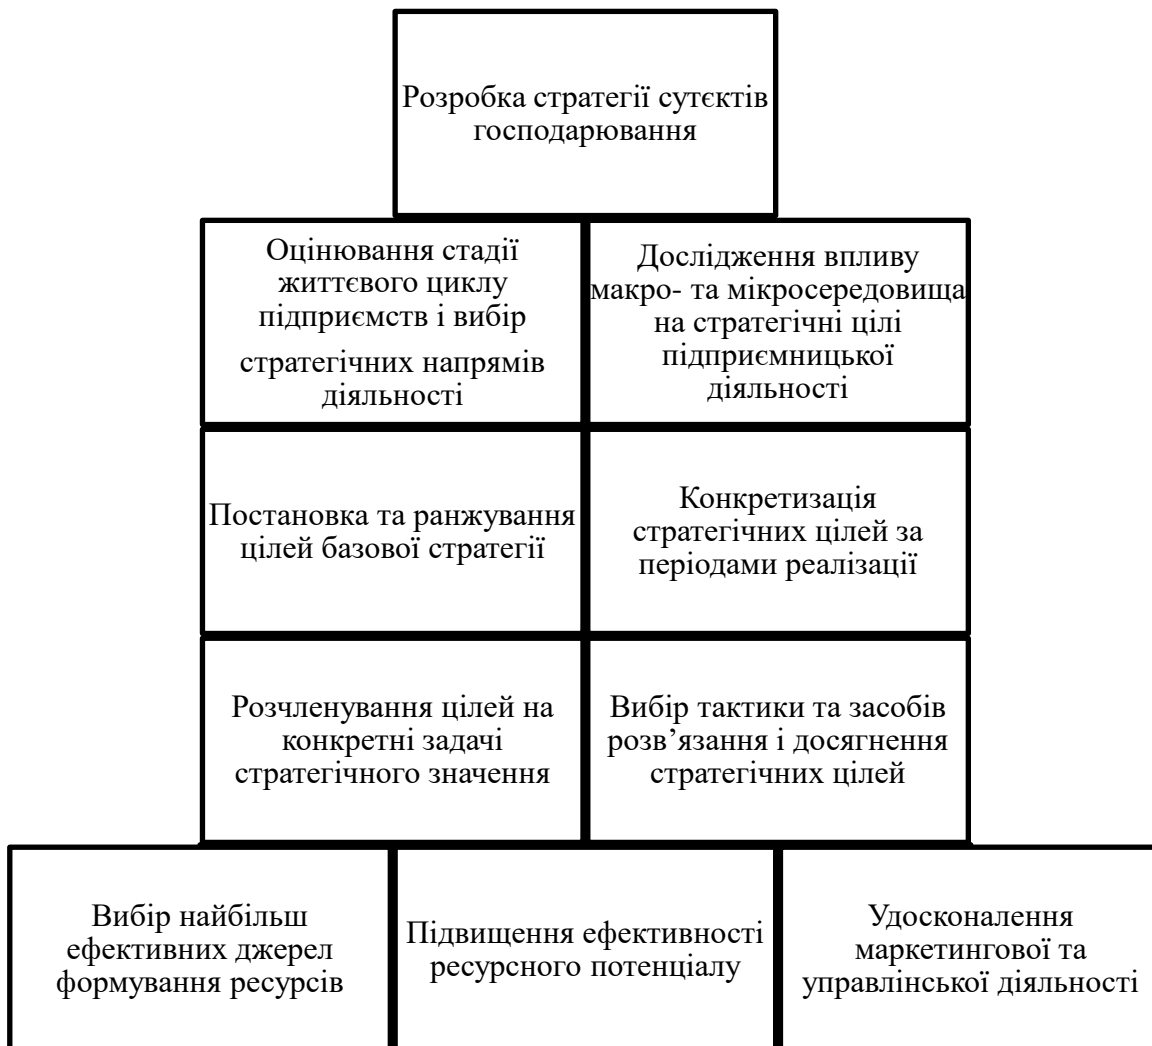 Розробка стратегії сутєктів
господарювання
Оцінювання стадії
життєвого циклу
підприємств і вибір
стратегічних напрямів
діяльності
Дослідження впливу
макро- та мікросередовища
на стратегічні цілі
підприємницької
діяльності
Постановка та ранжування
цілей базової стратегії
Конкретизація
стратегічних цілей за
періодами реалізації
Розчленування цілей на
конкретні задачі
стратегічного значення
Вибір тактики та засобів
розв’язання і досягнення
стратегічних цілей
Вибір найбільш
ефективних джерел
формування ресурсів
Підвищення ефективності
ресурсного потенціалу
Удосконалення
маркетингової та
управлінської діяльності